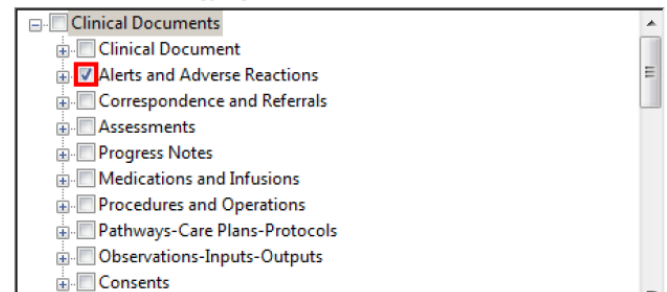 Clinical Documents
Clinical Document
Alerts and Adverse Reactions
Correspondence and Referrals
Assessments
Progress Notes
Medications and Infusions
Procedures and Operations
Pathways-Care Plans-Protocols
Observations-Inputs-Outputs
Consents